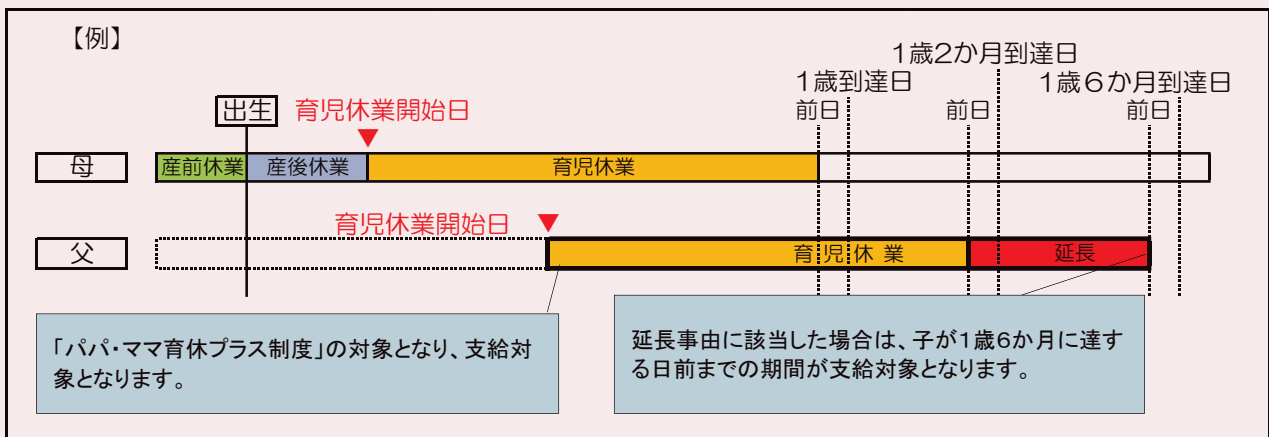 【例】
1歳2か月到達日
1歳到達日
1歳6か月到達日
出生
育児休業開始日
前日
前日
前日
母
産前休業
産後休業
育児休業
育児休業開始日
父
育児休業
延長
「パパ・ママ育休プラス制度」の対象となり、支給対
象となります。
延長事由に該当した場合は、子が1歳6か月に達す
る日前までの期間が支給対象となります。